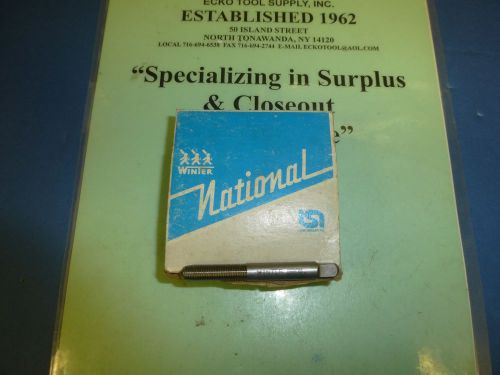 ECKO TOOL SUPPLY, INC.
ESTABLISHED 1962
50 ISLAND STREET
NORTH TONAWANDA, NY 14120
LOCAL 716-694-6538 FAX 716-694-2744 E-MAIL ECKOTOOL@AOL.COM
“Specializing in Surplus
& Closeout
e”
WINTER
National